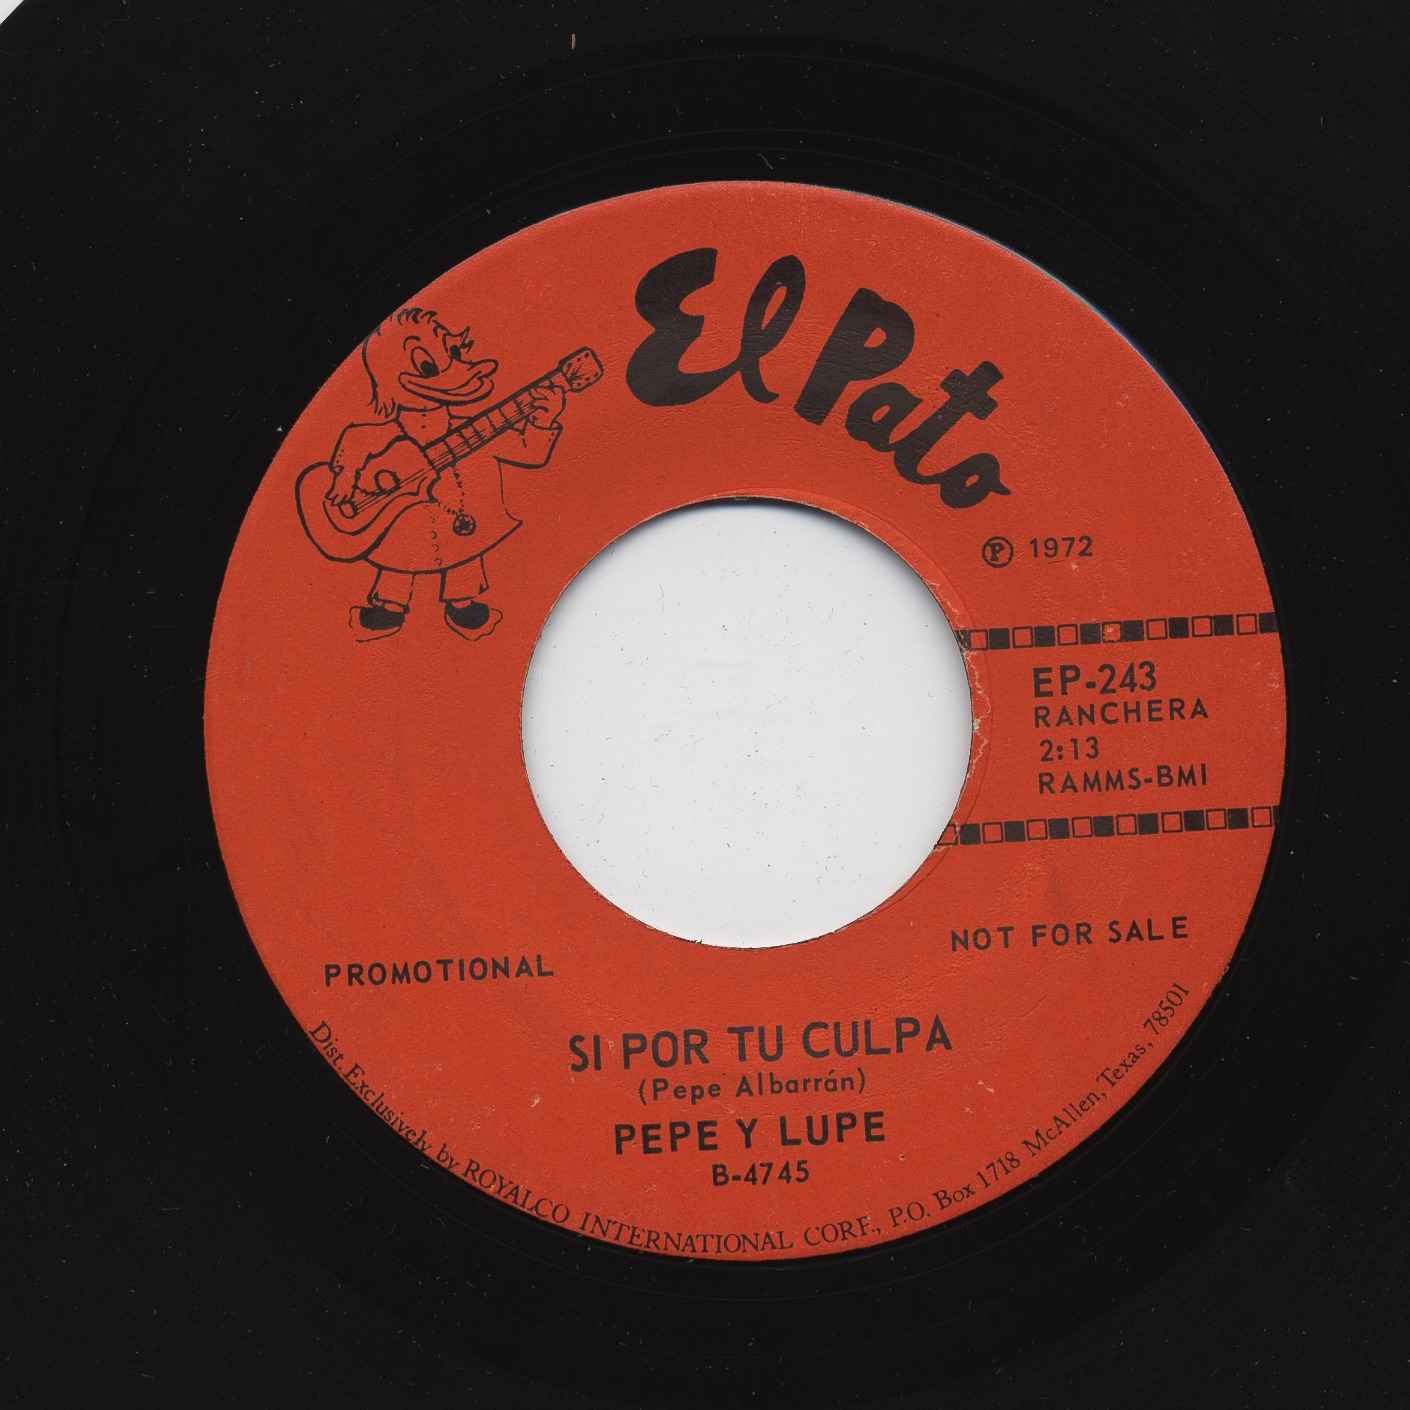 El Pato
Ⓟ 1972
EP-243
RANCHERA
2:13
RAMMS-BMI
NOT FOR SALE
PROMOTIONAL
SI POR TU CULPA
(Pepe Albarrán)
PEPE Y LUPE
B-4745
Dist. Exclusively by ROYALCO INTERNATIONAL CORP., P.O. Box 1718 McAllen, Texas, 78501